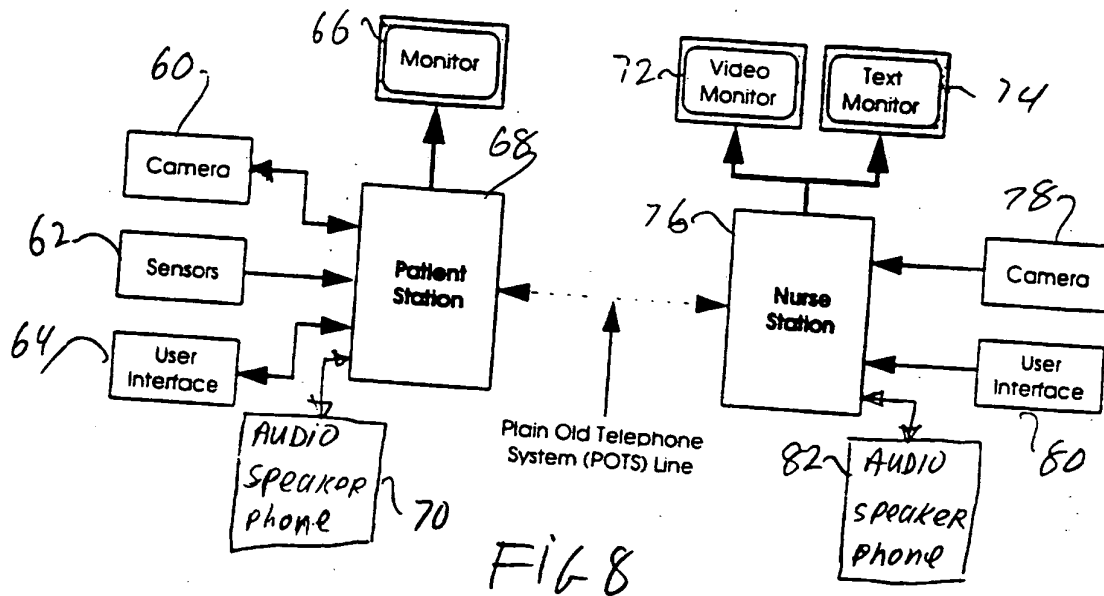 66
Monitor
60
Camera
68
62
Sensors
Patient
Station
64
User
Interface
AUDIO
speaker
phone
70
Plain Old Telephone
System (POTS) Line
72
Video
Monitor
Text
Monitor
74
76
Nurse
Station
78
Camera
User
Interface
80
82
AUDIO
speaker
phone
FIG 8